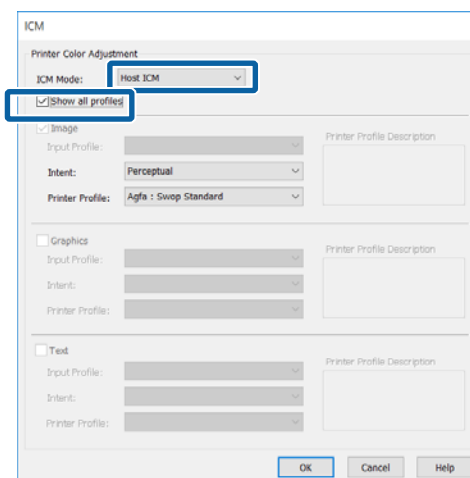 ICM
Printer Color Adjustment
ICM Mode: Host ICM
Show all profiles
Image
Printer Profile Description
Input Profile:
Intent: Perceptual
Printer Profile: Agfa : Swop Standard
Graphics
Printer Profile Description
Input Profile:
Intent:
Printer Profile:
Text
Printer Profile Description
Input Profile:
Intent:
Printer Profile:
OK Cancel Help